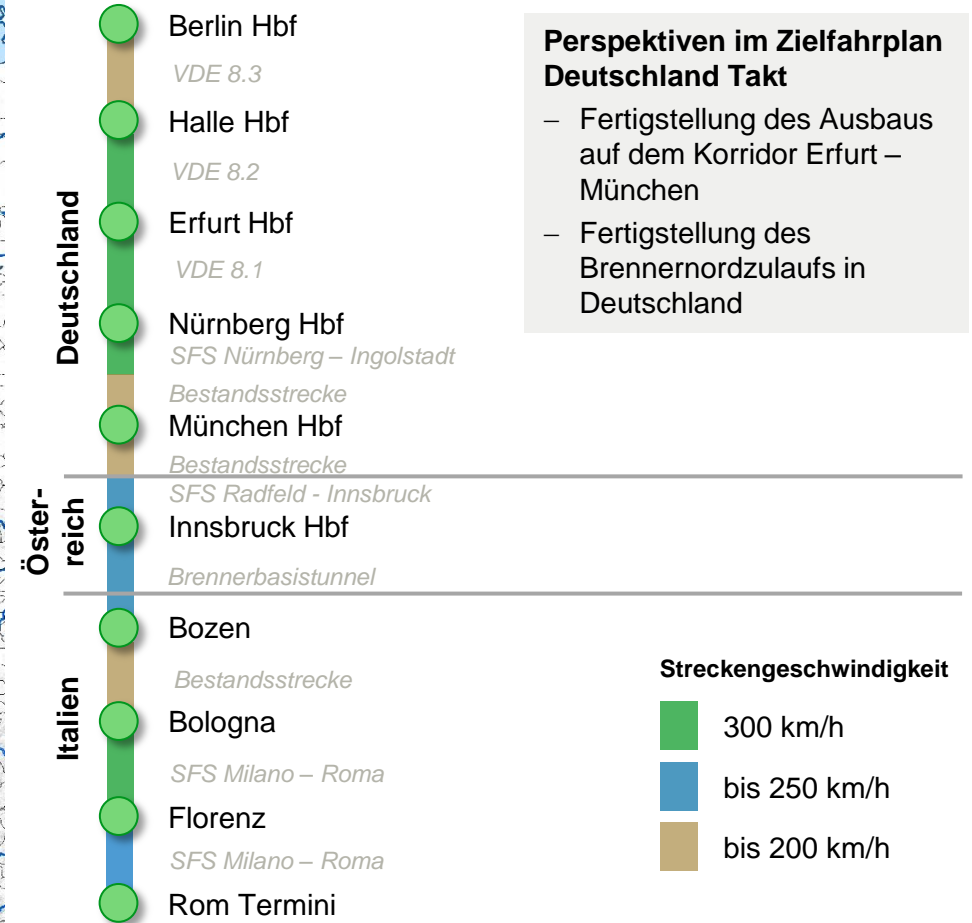 Berlin Hbf
VDE 8.3
Halle Hbf
VDE 8.2
Erfurt Hbf
VDE 8.1
Nürnberg Hbf
SFS Nürnberg – Ingolstadt
Bestandsstrecke
München Hbf
Bestandsstrecke
SFS Radfeld - Innsbruck
Innsbruck Hbf
Brennerbasistunnel
Bozen
Bestandsstrecke
Bologna
SFS Milano – Roma
Florenz
SFS Milano – Roma
Rom Termini
Deutschland
Öster-
reich
Italien
Perspektiven im Zielfahrplan
Deutschland Takt
– Fertigstellung des Ausbaus
auf dem Korridor Erfurt –
München
– Fertigstellung des
Brennernordzulaufs in
Deutschland
Streckengeschwindigkeit
300 km/h
bis 250 km/h
bis 200 km/h